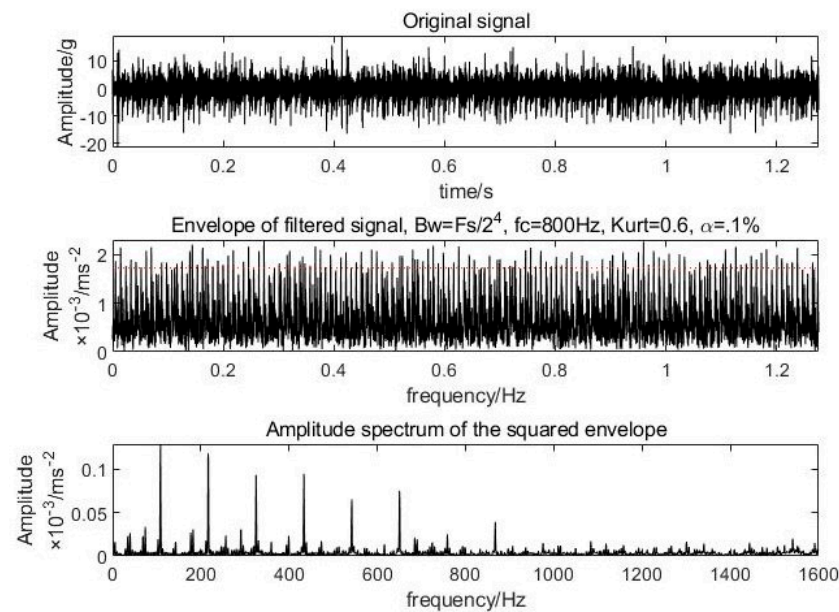 Original signal
Amplitude/g
10
0
-10
-20
0 0.2 0.4 0.6 0.8 1 1.2
time/s
Envelope of filtered signal, Bw=Fs/2^4, fc=800Hz, Kurt=0.6, α=.1%
Amplitude
×10^-3/ms^-2
2
1
0
0 0.2 0.4 0.6 0.8 1 1.2
frequency/Hz
Amplitude spectrum of the squared envelope
Amplitude
×10^-3/ms^-2
0.1
0.05
0
0 200 400 600 800 1000 1200 1400 1600
frequency/Hz